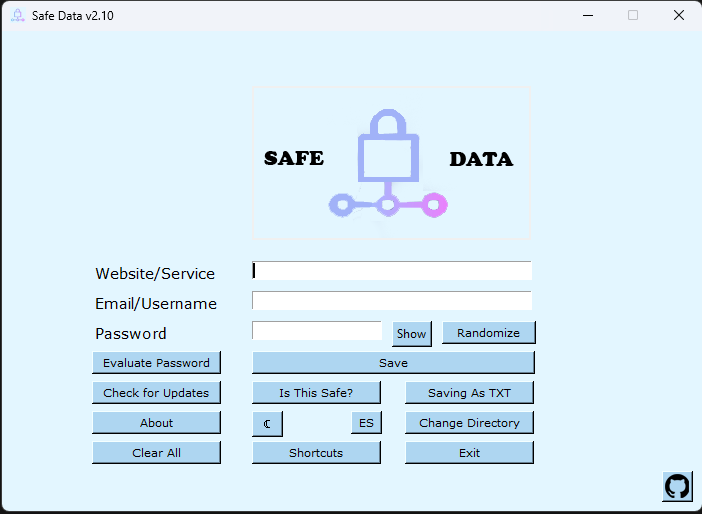 Safe Data v2.10
SAFE DATA
Website/Service
Email/Username
Password Show Randomize
Evaluate Password Save
Check for Updates Is This Safe? Saving As TXT
About ☾ ES Change Directory
Clear All Shortcuts Exit